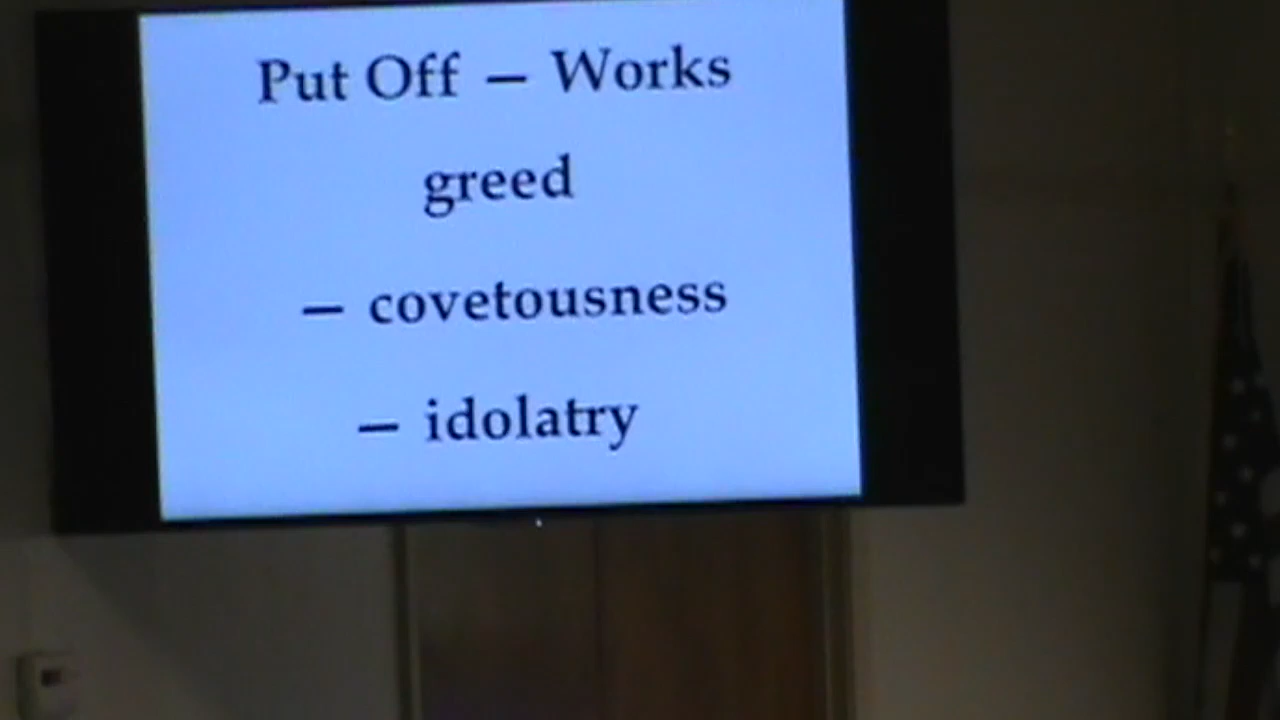 Put Off – Works
greed
– covetousness
– idolatry